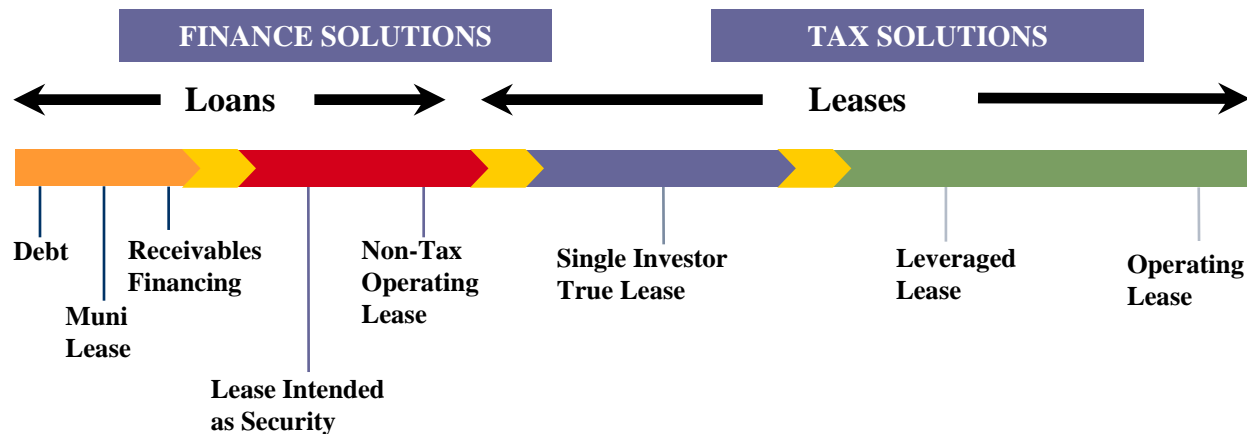 FINANCE SOLUTIONS
TAX SOLUTIONS
Loans
Leases
Debt
Muni
Lease
Receivables
Financing
Lease Intended
as Security
Non-Tax
Operating
Lease
Single Investor
True Lease
Leveraged
Lease
Operating
Lease